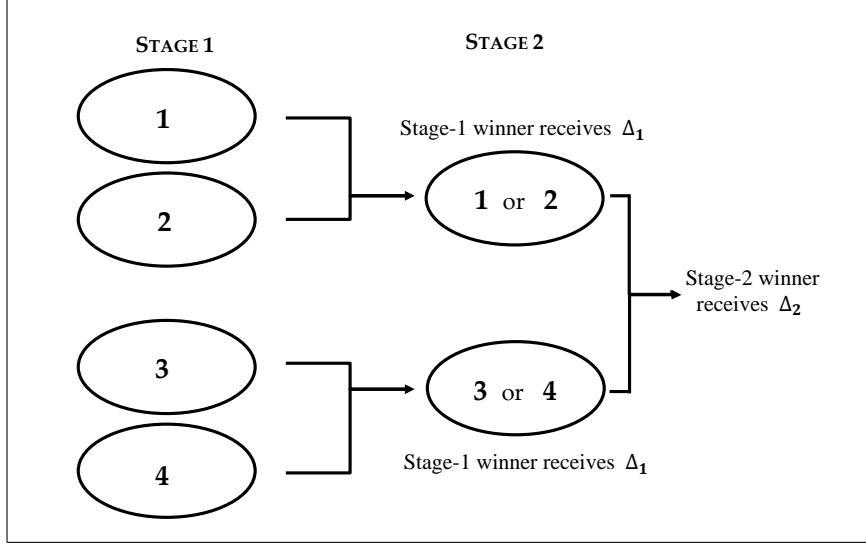 STAGE 1
STAGE 2
1
2
3
4
Stage-1 winner receives Δ₁
1 or 2
3 or 4
Stage-1 winner receives Δ₁
Stage-2 winner
receives Δ₂